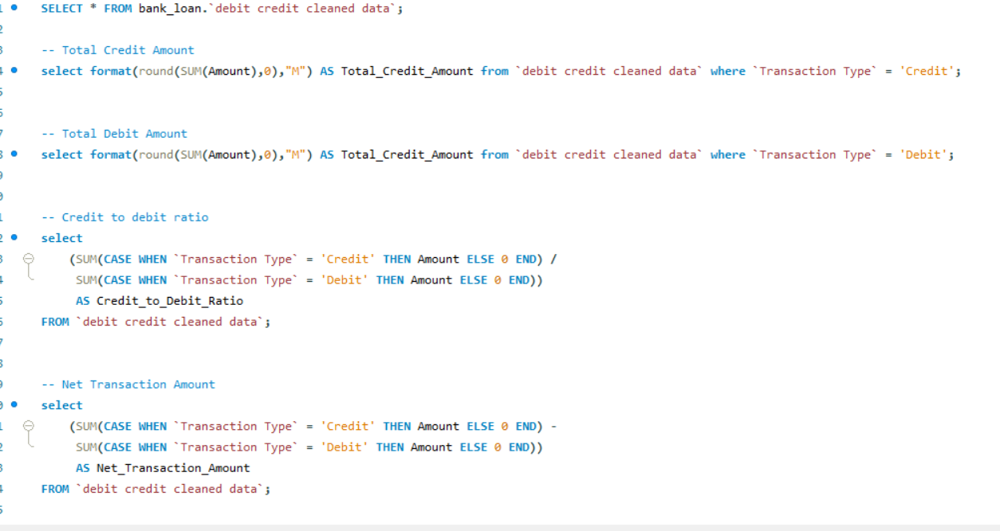 SELECT * FROM bank_loan.`debit credit cleaned data`;
-- Total Credit Amount
select format(round(SUM(Amount),0),"M") AS Total_Credit_Amount from `debit credit cleaned data` where `Transaction Type` = 'Credit';
-- Total Debit Amount
select format(round(SUM(Amount),0),"M") AS Total_Credit_Amount from `debit credit cleaned data` where `Transaction Type` = 'Debit';
-- Credit to debit ratio
select
(SUM(CASE WHEN `Transaction Type` = 'Credit' THEN Amount ELSE 0 END) /
SUM(CASE WHEN `Transaction Type` = 'Debit' THEN Amount ELSE 0 END))
AS Credit_to_Debit_Ratio
FROM `debit credit cleaned data`;
-- Net Transaction Amount
select
(SUM(CASE WHEN `Transaction Type` = 'Credit' THEN Amount ELSE 0 END) -
SUM(CASE WHEN `Transaction Type` = 'Debit' THEN Amount ELSE 0 END))
AS Net_Transaction_Amount
FROM `debit credit cleaned data`;